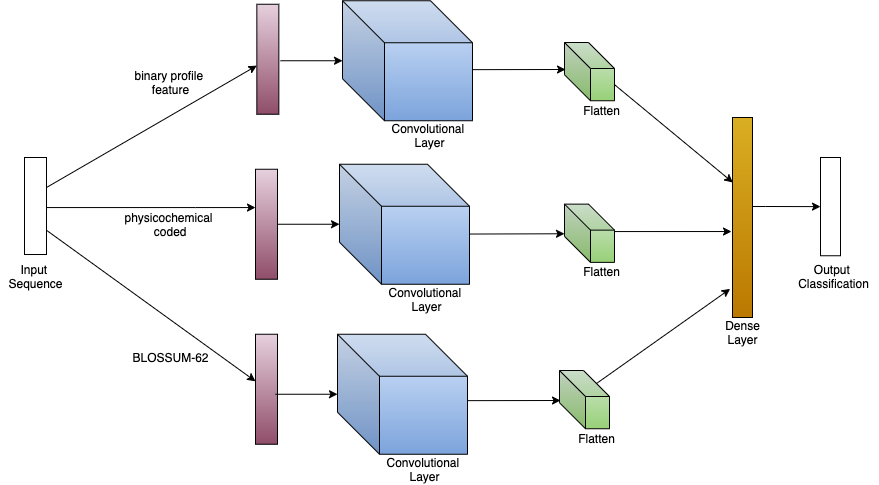 binary profile
feature
Convolutional
Layer
Flatten
Input
Sequence
physicochemical
coded
Convolutional
Layer
Flatten
BLOSSUM-62
Convolutional
Layer
Flatten
Dense
Layer
Output
Classification